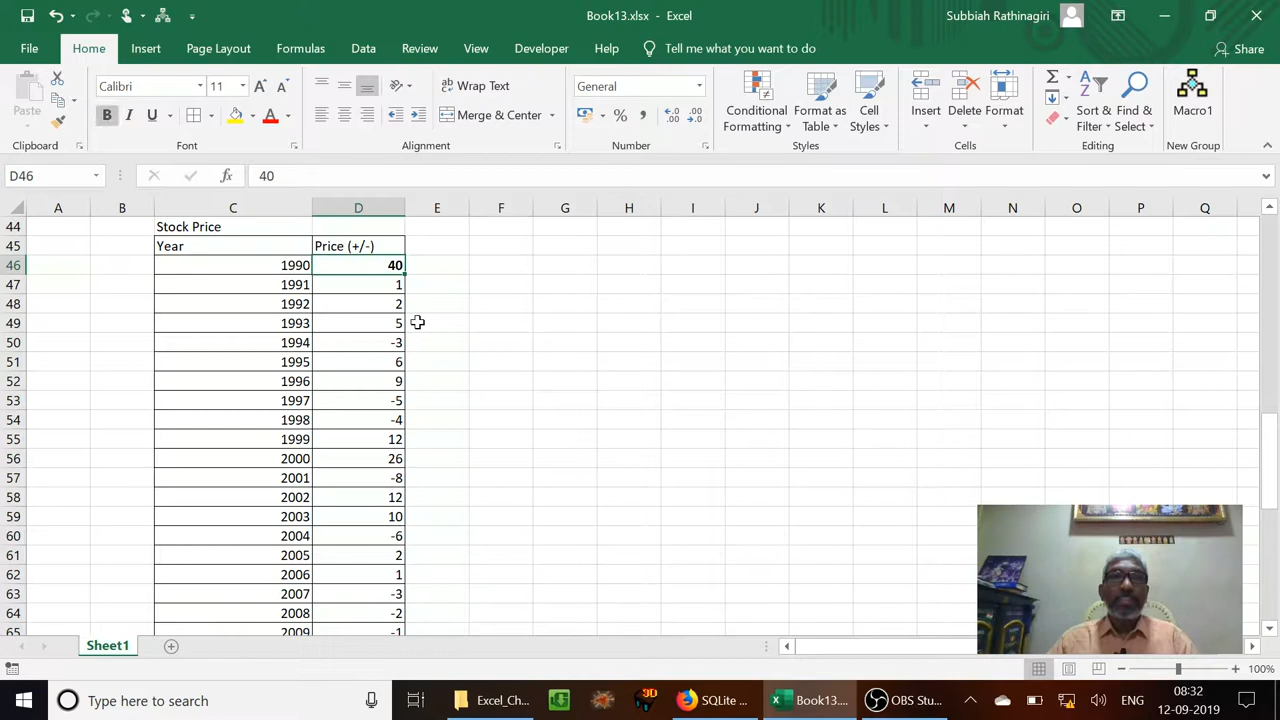 Book13.xlsx - Excel
Subbiah Rathinagiri
File Home Insert Page Layout Formulas Data Review View Developer Help Tell me what you want to do Share
Paste
Calibri 11
B I U
Wrap Text
Merge & Center
General
Conditional Formatting
Format as Table
Cell Styles
Insert
Delete
Format
Sort & Filter
Find & Select
Macro1
Clipboard Font Alignment Number Styles Cells Editing New Group
D46 fx 40
A B C D E F G H I J K L M N O P Q
44 Stock Price
45 Year Price (+/-)
46 1990 40
47 1991 1
48 1992 2
49 1993 5
50 1994 -3
51 1995 6
52 1996 9
53 1997 -5
54 1998 -4
55 1999 12
56 2000 26
57 2001 -8
58 2002 12
59 2003 10
60 2004 -6
61 2005 2
62 2006 1
63 2007 -3
64 2008 -2
65 2009 -1
Sheet1
100%
Type here to search
Excel_Ch...
3D
SQLite ...
Book13....
OBS Stu...
ENG
08:32
12-09-2019